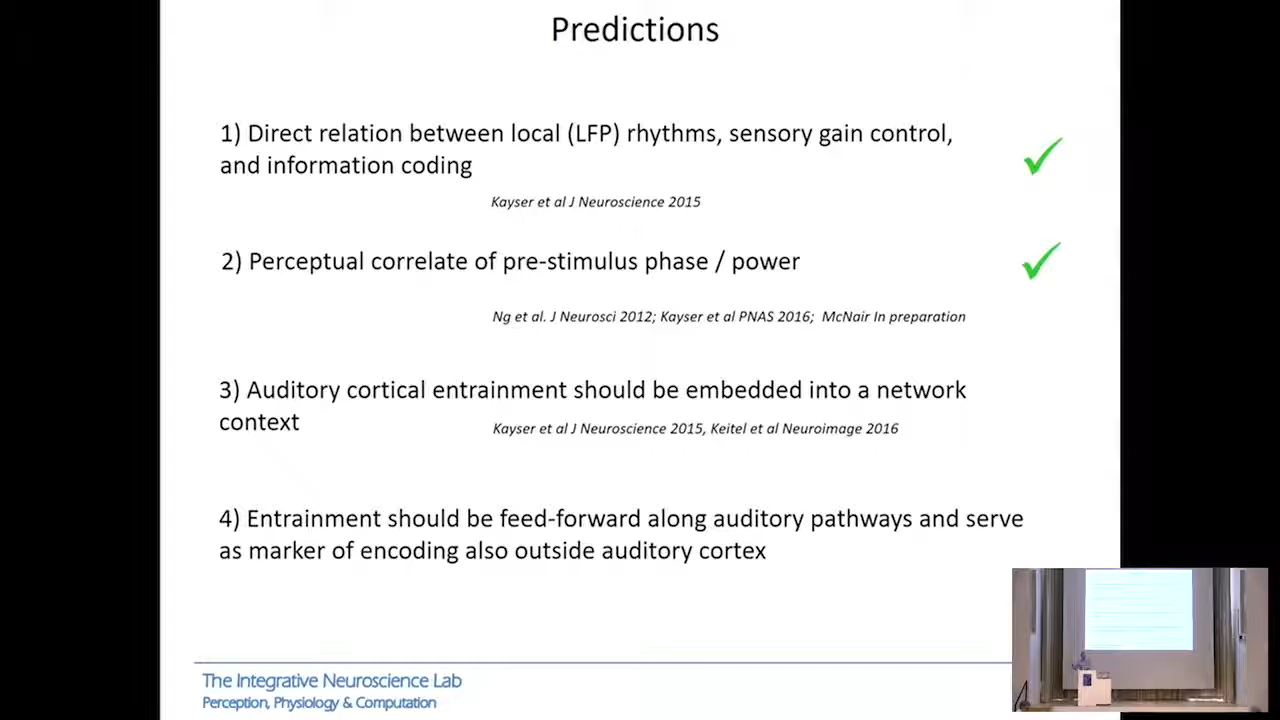 Predictions
1) Direct relation between local (LFP) rhythms, sensory gain control,
and information coding
Kayser et al J Neuroscience 2015
2) Perceptual correlate of pre-stimulus phase / power
Ng et al. J Neurosci 2012; Kayser et al PNAS 2016; McNair In preparation
3) Auditory cortical entrainment should be embedded into a network
context
Kayser et al J Neuroscience 2015, Keitel et al Neuroimage 2016
4) Entrainment should be feed-forward along auditory pathways and serve
as marker of encoding also outside auditory cortex
The Integrative Neuroscience Lab
Perception, Physiology & Computation